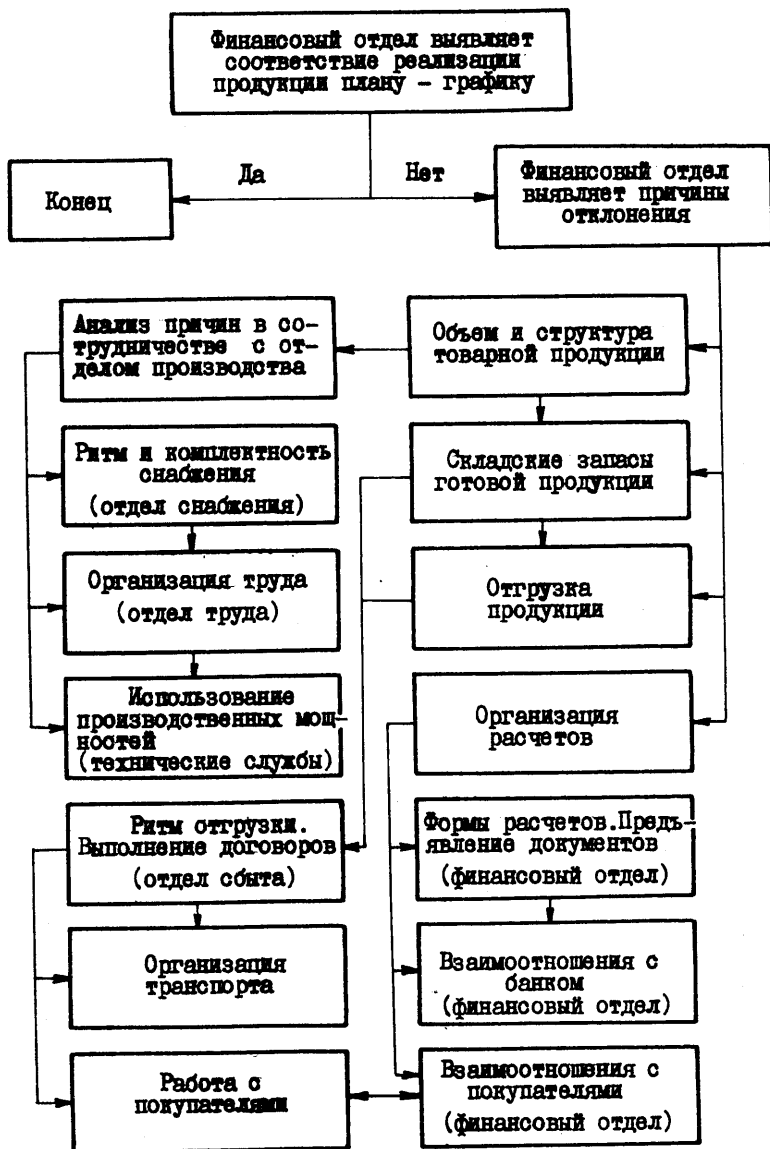 Финансовый отдел выявляет
соответствие реализации
продукции плану - графику
Да
Нет
Конец
Финансовый отдел
выявляет причины
отклонения
Анализ причин в со-
трудничестве с от-
делом производства
Объем и структура
товарной продукции
Ритм и комплектность
снабжения
(отдел снабжения)
Складские запасы
готовой продукции
Организация труда
(отдел труда)
Отгрузка
продукции
Использование
производственных мощ-
ностей
(технические службы)
Организация
расчетов
Ритм отгрузки.
Выполнение договоров
(отдел сбыта)
Формы расчетов.Предъ-
явление документов
(финансовый отдел)
Организация
транспорта
Взаимоотношения с
банком
(финансовый отдел)
Работа с
покупателями
Взаимоотношения с
покупателями
(финансовый отдел)